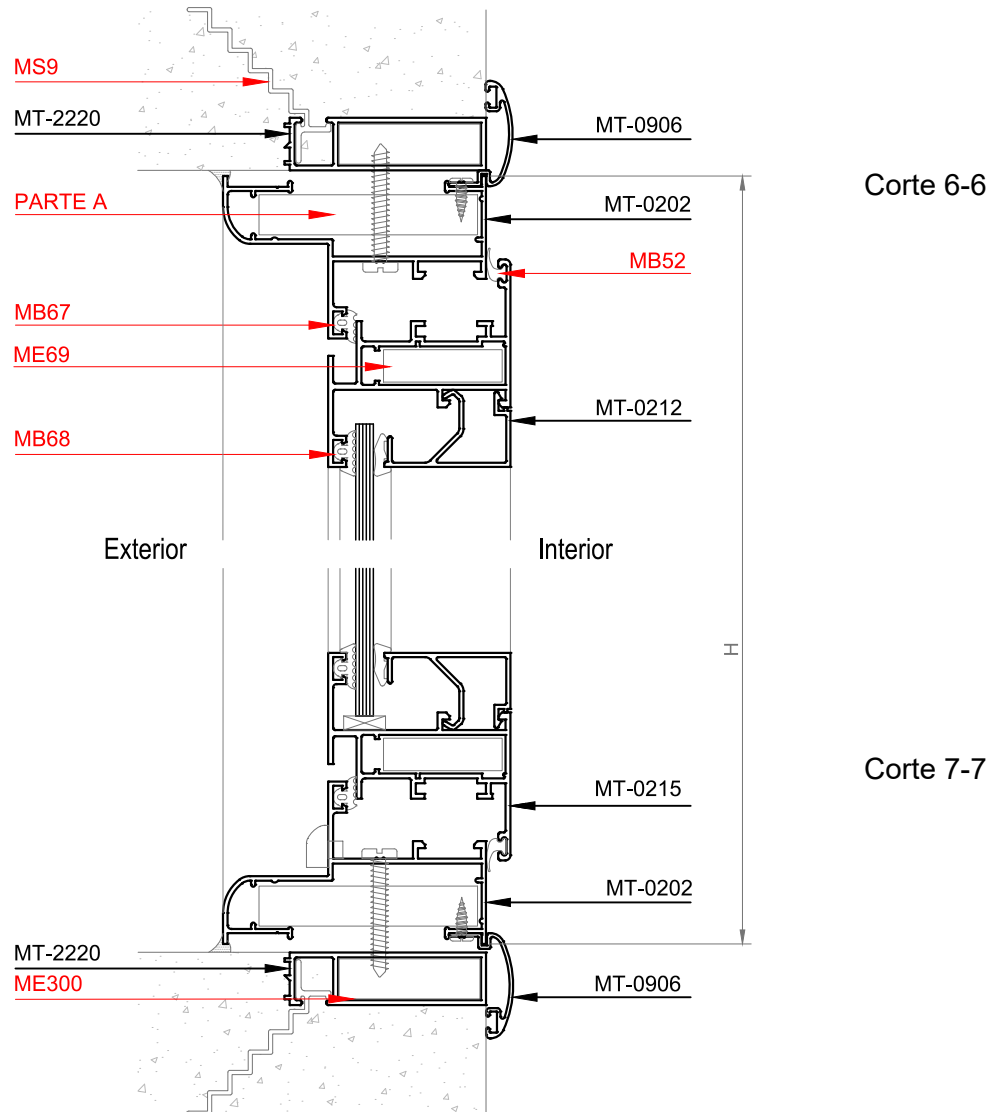 MS9
MT-2220
MT-0906
Corte 6-6
PARTE A
MT-0202
MB52
MB67
ME69
MT-0212
MB68
Exterior
Interior
H
Corte 7-7
MT-0215
MT-0202
MT-2220
ME300
MT-0906